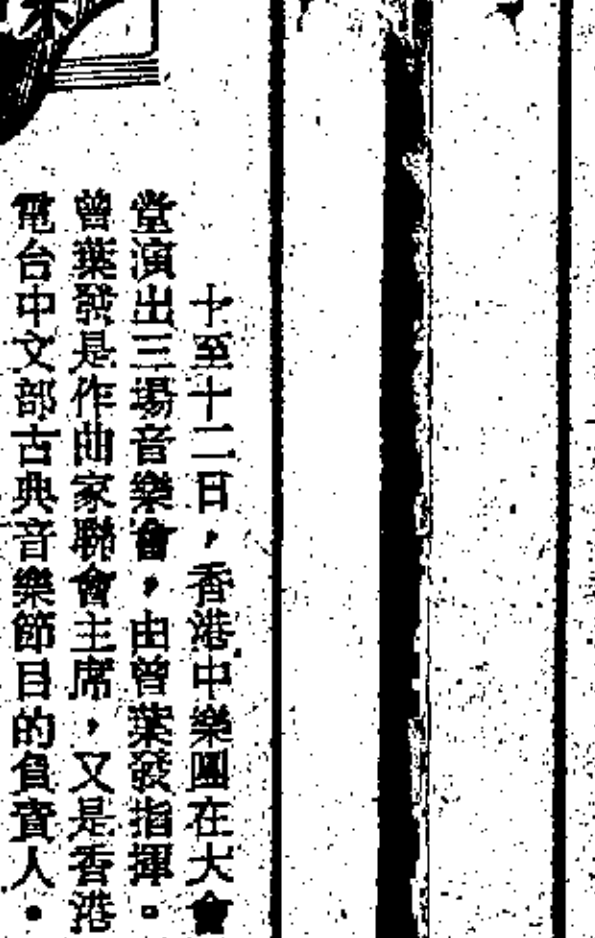 十至十二日，香港中樂團在大會
堂演出三場音樂會，由曾葉發指揮。
曾葉發是作曲家聯會主席，又是香港
電台中文部古典音樂節目的負責人。